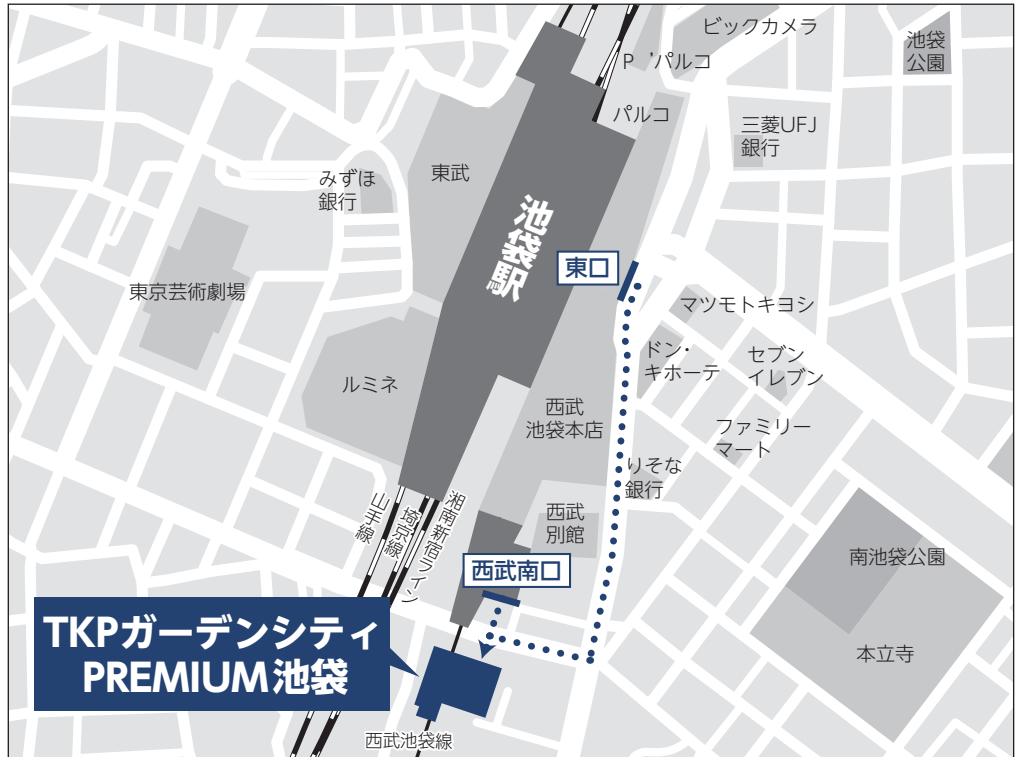 ビックカメラ
池袋
公園
P'パルコ
パルコ
三菱UFJ
銀行
東武
みずほ
銀行
池袋駅
東口
東京芸術劇場
マツモトキヨシ
ドン・
キホーテ
セブン
イレブン
ルミネ
西武
池袋本店
ファミリー
マート
りそな
銀行
山手線
埼京線
湘南新宿ライン
西武
別館
南池袋公園
西武南口
TKPガーデンシティ
PREMIUM池袋
本立寺
西武池袋線